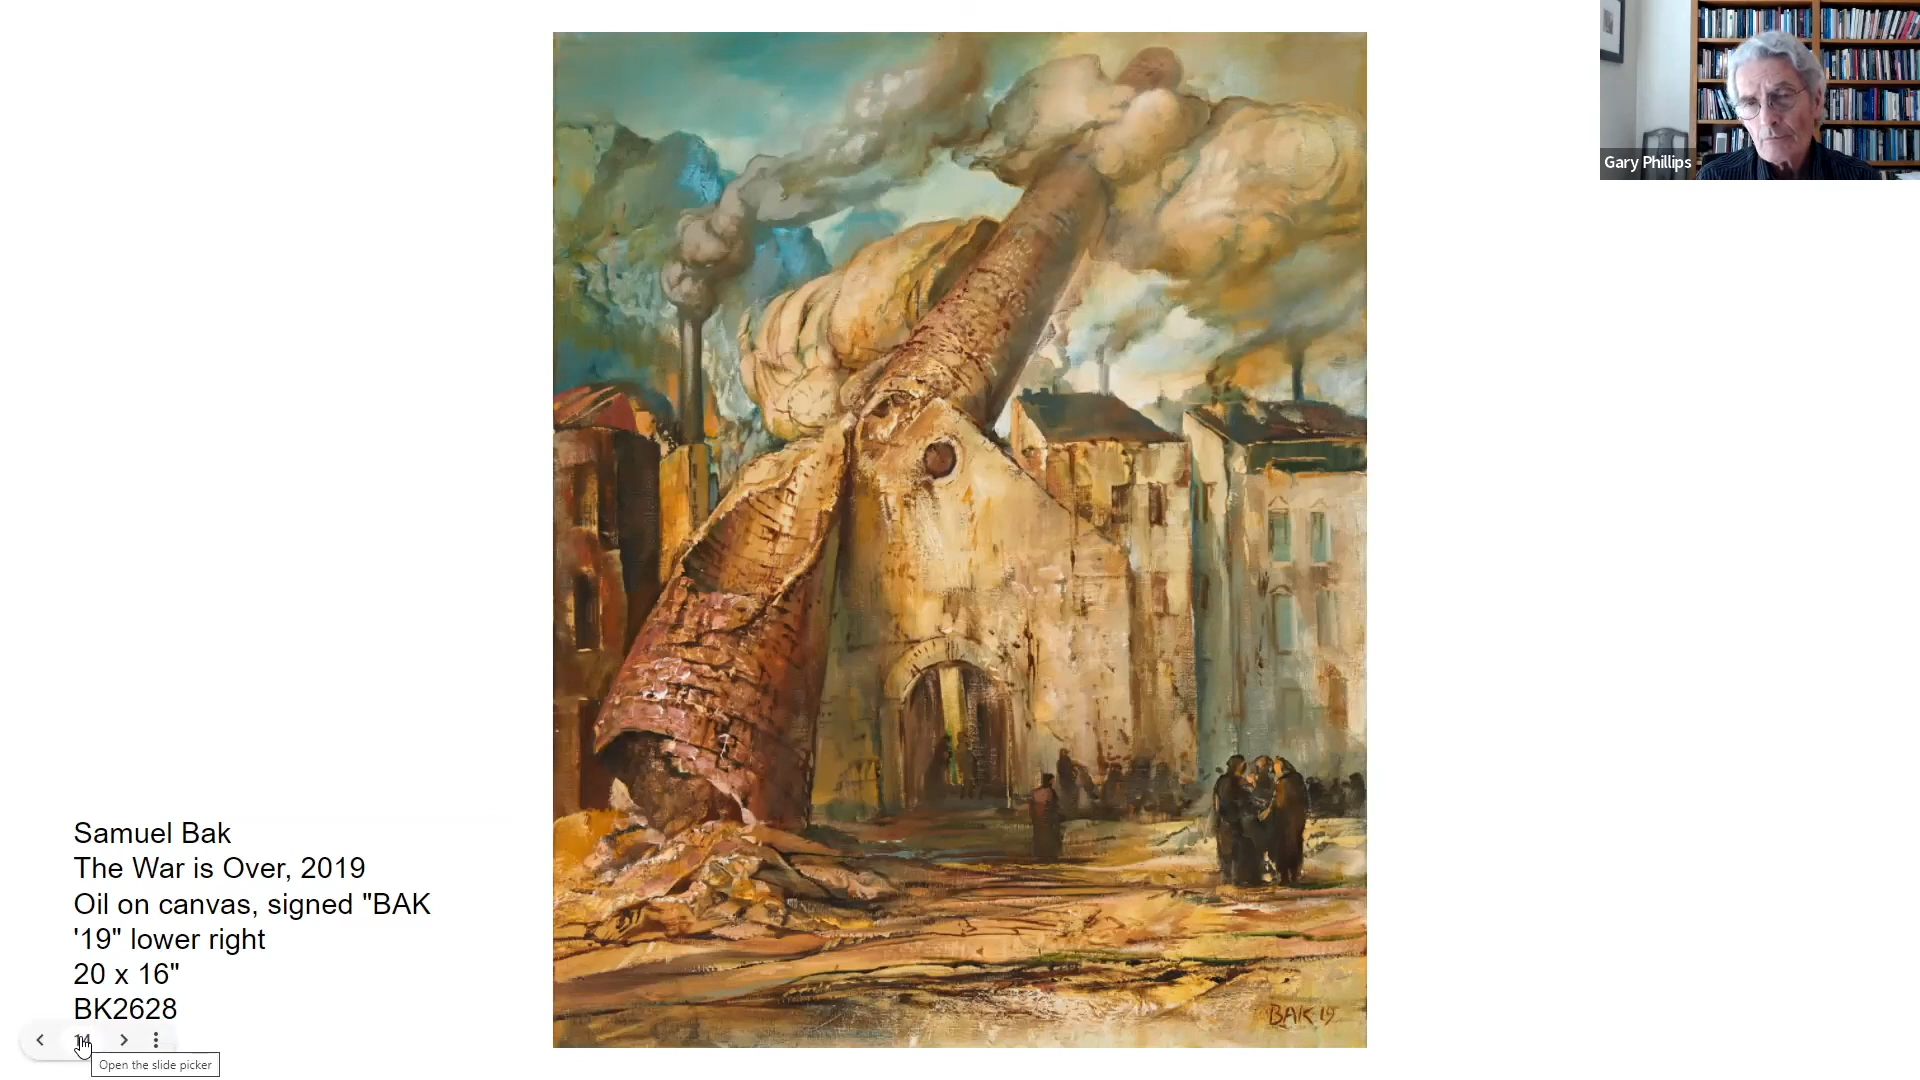 Gary Phillips
Samuel Bak
The War is Over, 2019
Oil on canvas, signed "BAK
'19" lower right
20 x 16"
BK2628
BAK 19
14
Open the slide picker